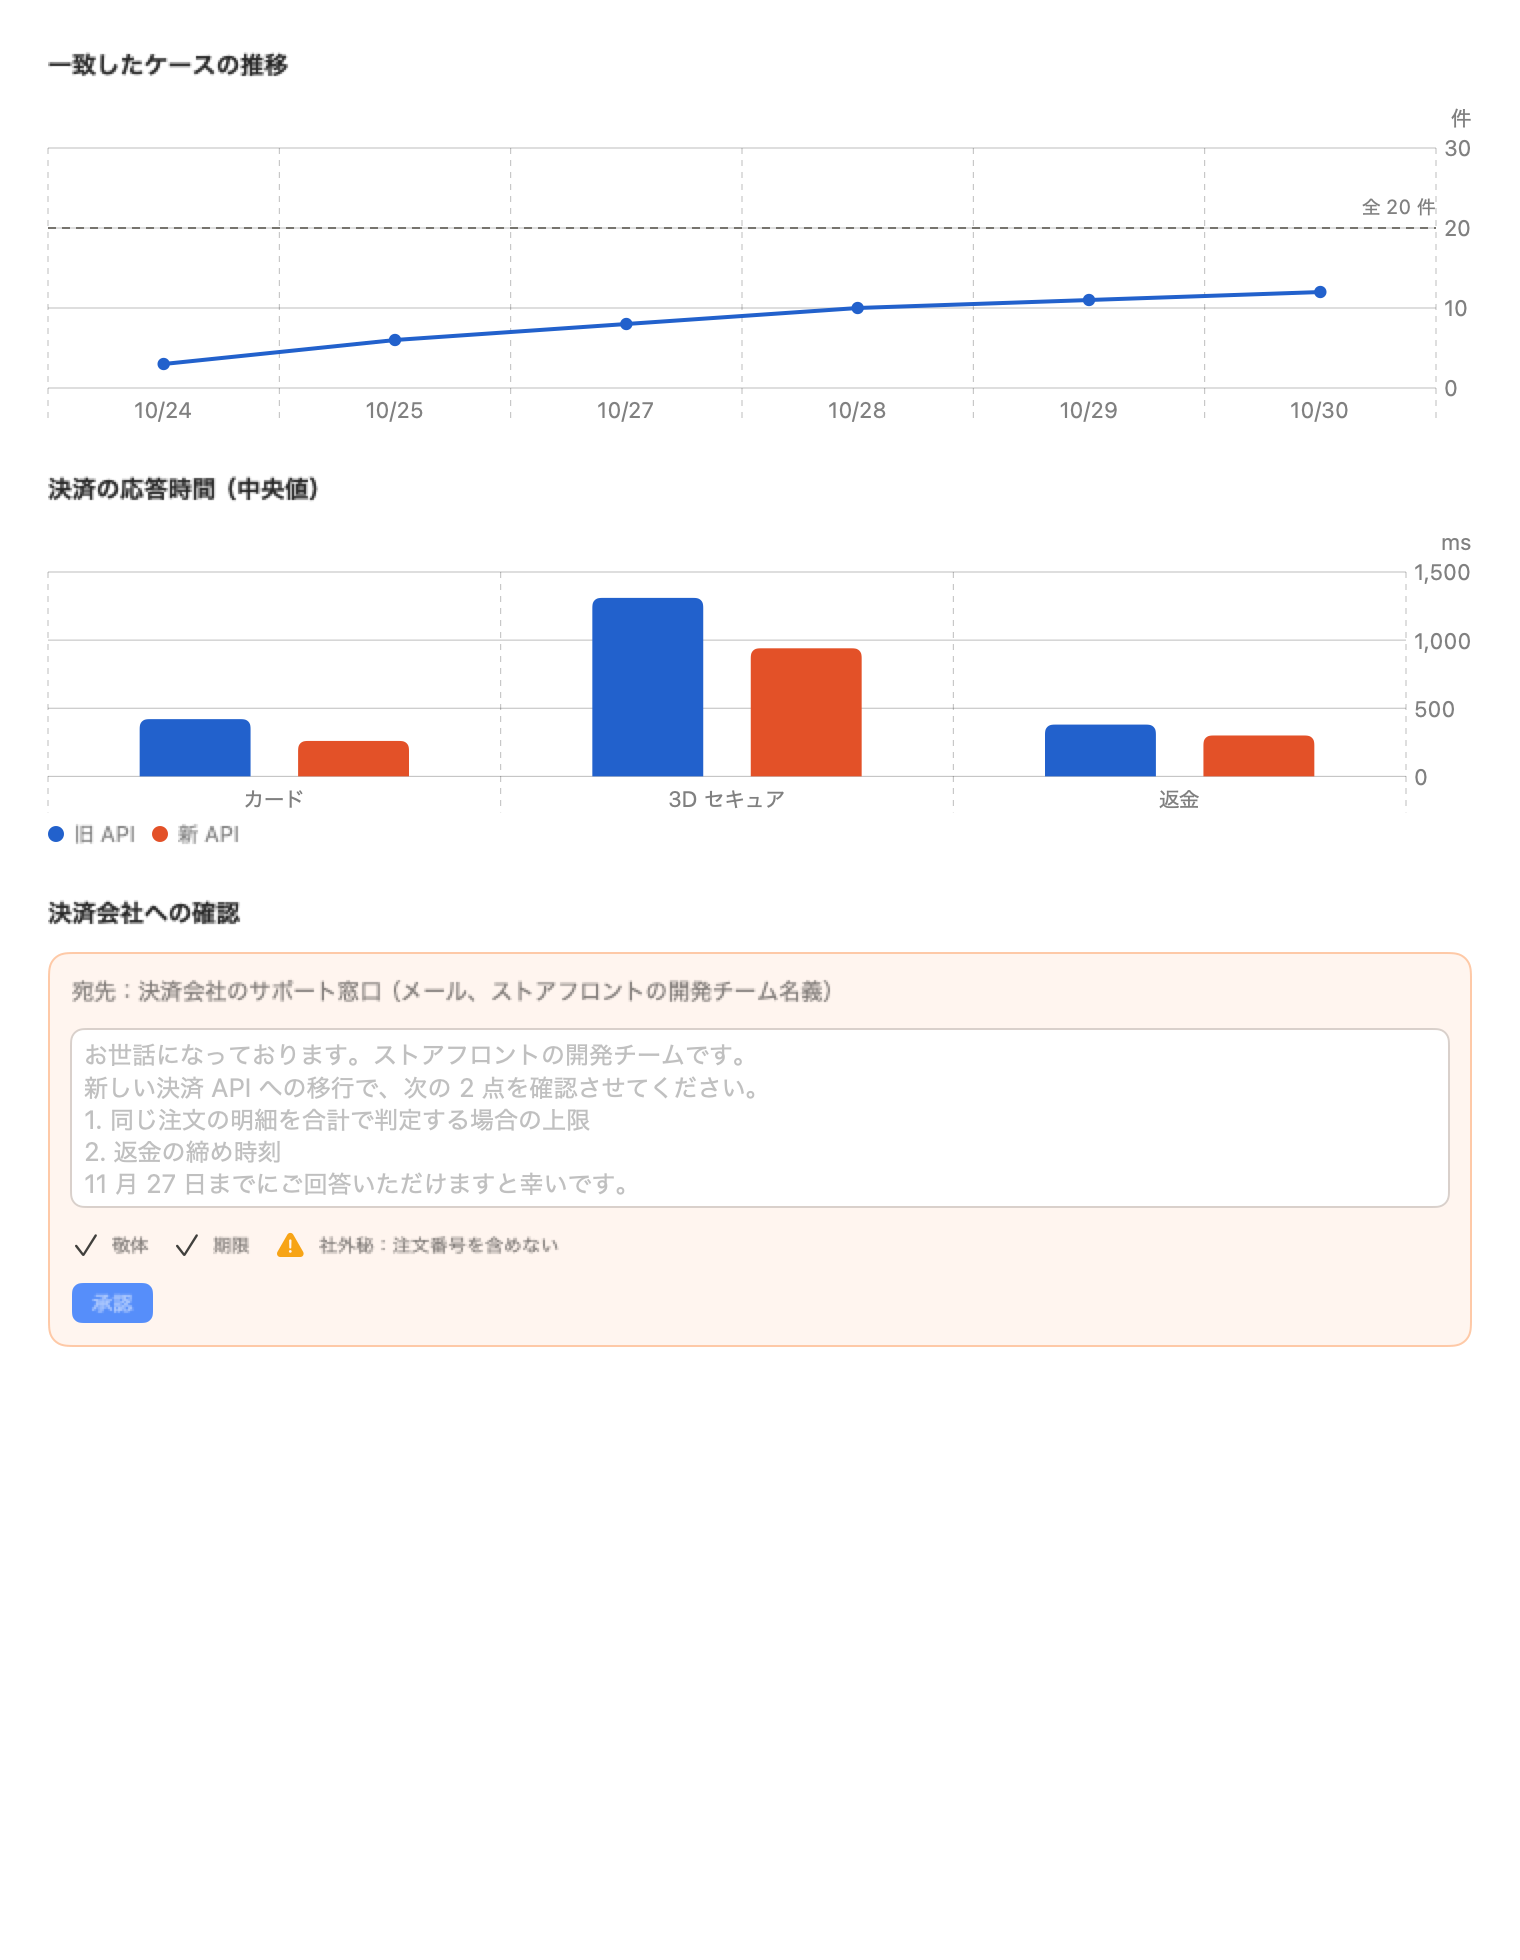 一致したケースの推移
件
30
全 20 件
20
10
0
10/24
10/25
10/27
10/28
10/29
10/30
決済の応答時間（中央値）
ms
1,500
1,000
500
0
カード
3D セキュア
返金
旧 API
新 API
決済会社への確認
宛先：決済会社のサポート窓口（メール、ストアフロントの開発チーム名義）
お世話になっております。ストアフロントの開発チームです。
新しい決済 API への移行で、次の 2 点を確認させてください。
1. 同じ注文の明細を合計で判定する場合の上限
2. 返金の締め時刻
11 月 27 日までにご回答いただけますと幸いです。
敬体
期限
社外秘：注文番号を含めない
承認